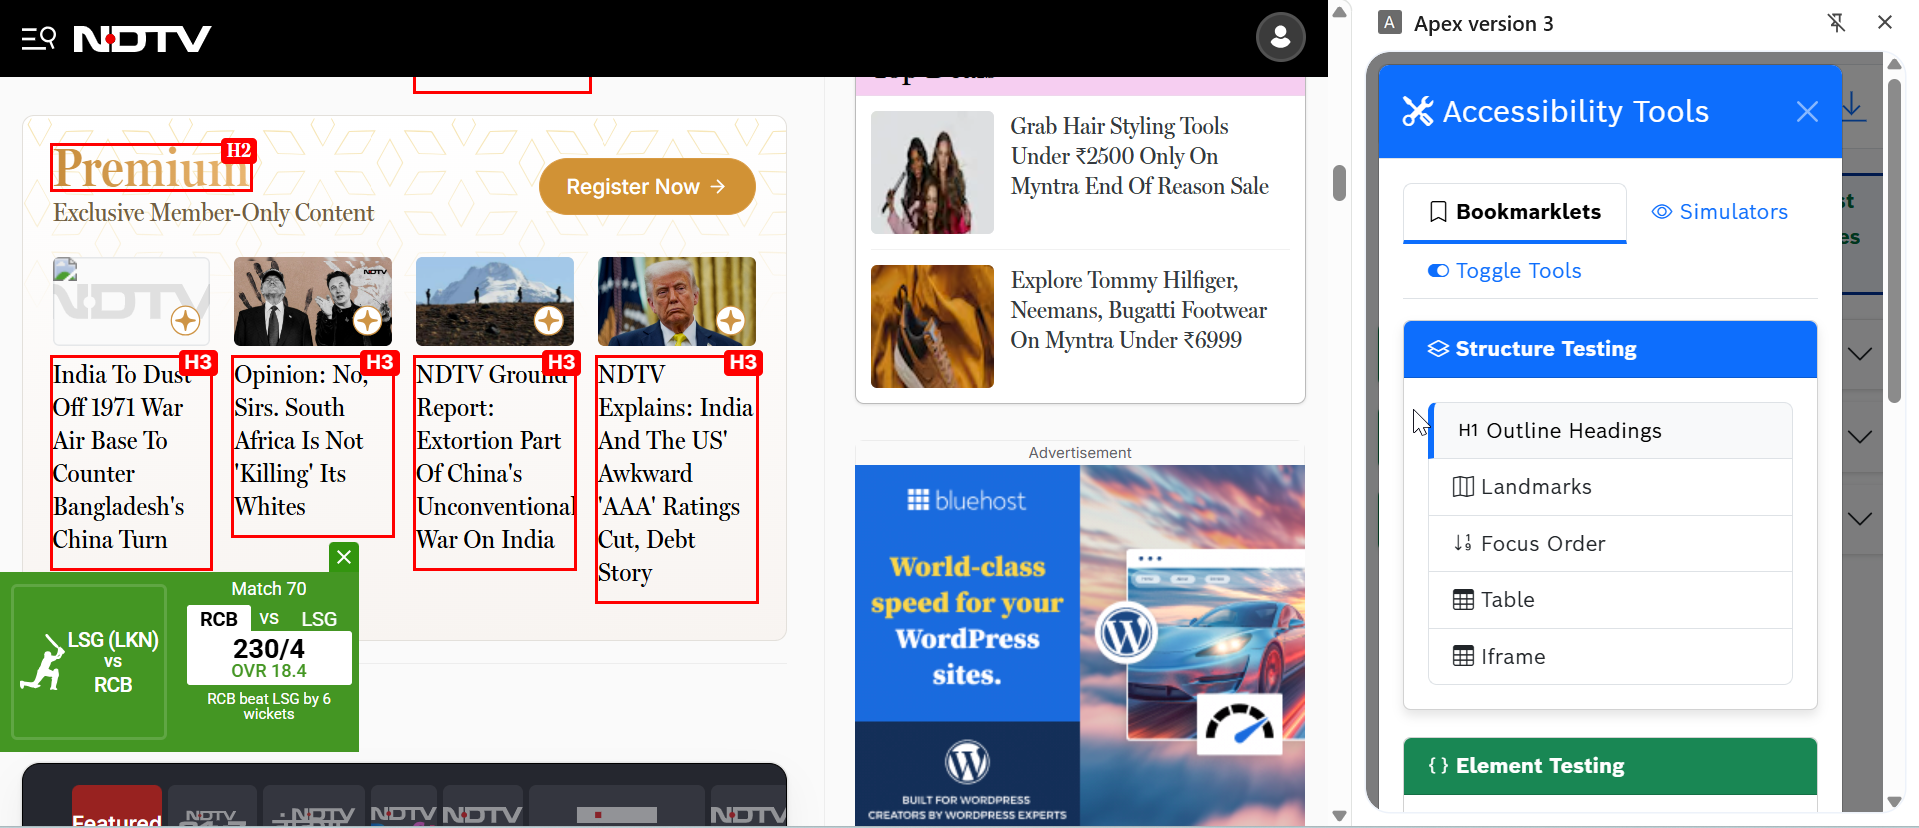 NDTV
Premium
H2
Exclusive Member-Only Content
Register Now →
NDTV
NDTV
H3
India To Dust
Off 1971 War
Air Base To
Counter
Bangladesh's
China Turn
H3
Opinion: No,
Sirs. South
Africa Is Not
'Killing' Its
Whites
H3
NDTV Ground
Report:
Extortion Part
Of China's
Unconventional
War On India
H3
NDTV
Explains: India
And The US'
Awkward
'AAA' Ratings
Cut, Debt
Story
LSG (LKN)
vs
RCB
Match 70
RCB vs LSG
230/4
OVR 18.4
RCB beat LSG by 6
wickets
Featured
NDTV
NDTV
NDTV
NDTV
NDTV
Grab Hair Styling Tools
Under ₹2500 Only On
Myntra End Of Reason Sale
Explore Tommy Hilfiger,
Neemans, Bugatti Footwear
On Myntra Under ₹6999
Advertisement
bluehost
World-class
speed for your
WordPress
sites.
BUILT FOR WORDPRESS
CREATORS BY WORDPRESS EXPERTS
A Apex version 3
Accessibility Tools
Bookmarklets
Simulators
Toggle Tools
Structure Testing
H1 Outline Headings
Landmarks
Focus Order
Table
Iframe
{} Element Testing